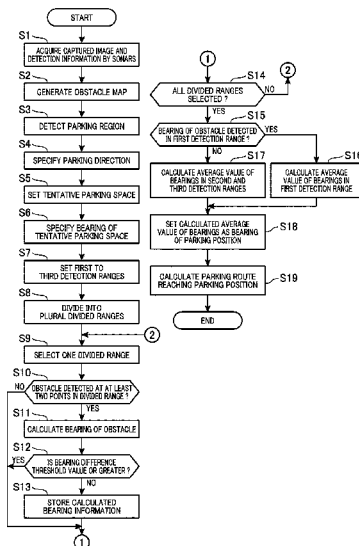 START
S1
ACQUIRE CAPTURED IMAGE AND
DETECTION INFORMATION BY SONARS
S2
GENERATE OBSTACLE MAP
S3
DETECT PARKING REGION
S4
SPECIFY PARKING DIRECTION
S5
SET TENTATIVE PARKING SPACE
S6
SPECIFY BEARING OF
TENTATIVE PARKING SPACE
S7
SET FIRST TO
THIRD DETECTION RANGES
S8
DIVIDE INTO
PLURAL DIVIDED RANGES
2
S9
SELECT ONE DIVIDED RANGE
S10
NO
OBSTACLE DETECTED AT AT LEAST
TWO POINTS IN DIVIDED RANGE ?
YES
S11
CALCULATE BEARING OF OBSTACLE
S12
YES
IS BEARING DIFFERENCE
THRESHOLD VALUE OR GREATER ?
NO
S13
STORE CALCULATED
BEARING INFORMATION
1
1
S14
2
ALL DIVIDED RANGES
SELECTED ?
NO
YES
S15
BEARING OF OBSTACLE DETECTED
IN FIRST DETECTION RANGE ?
YES
NO
S17
S16
CALCULATE AVERAGE VALUE OF
BEARINGS IN SECOND AND
THIRD DETECTION RANGES
CALCULATE AVERAGE
VALUE OF BEARINGS IN
FIRST DETECTION RANGE
S18
SET CALCULATED AVERAGE
VALUE OF BEARINGS AS BEARING
OF PARKING POSITION
S19
CALCULATE PARKING ROUTE
REACHING PARKING POSITION
END